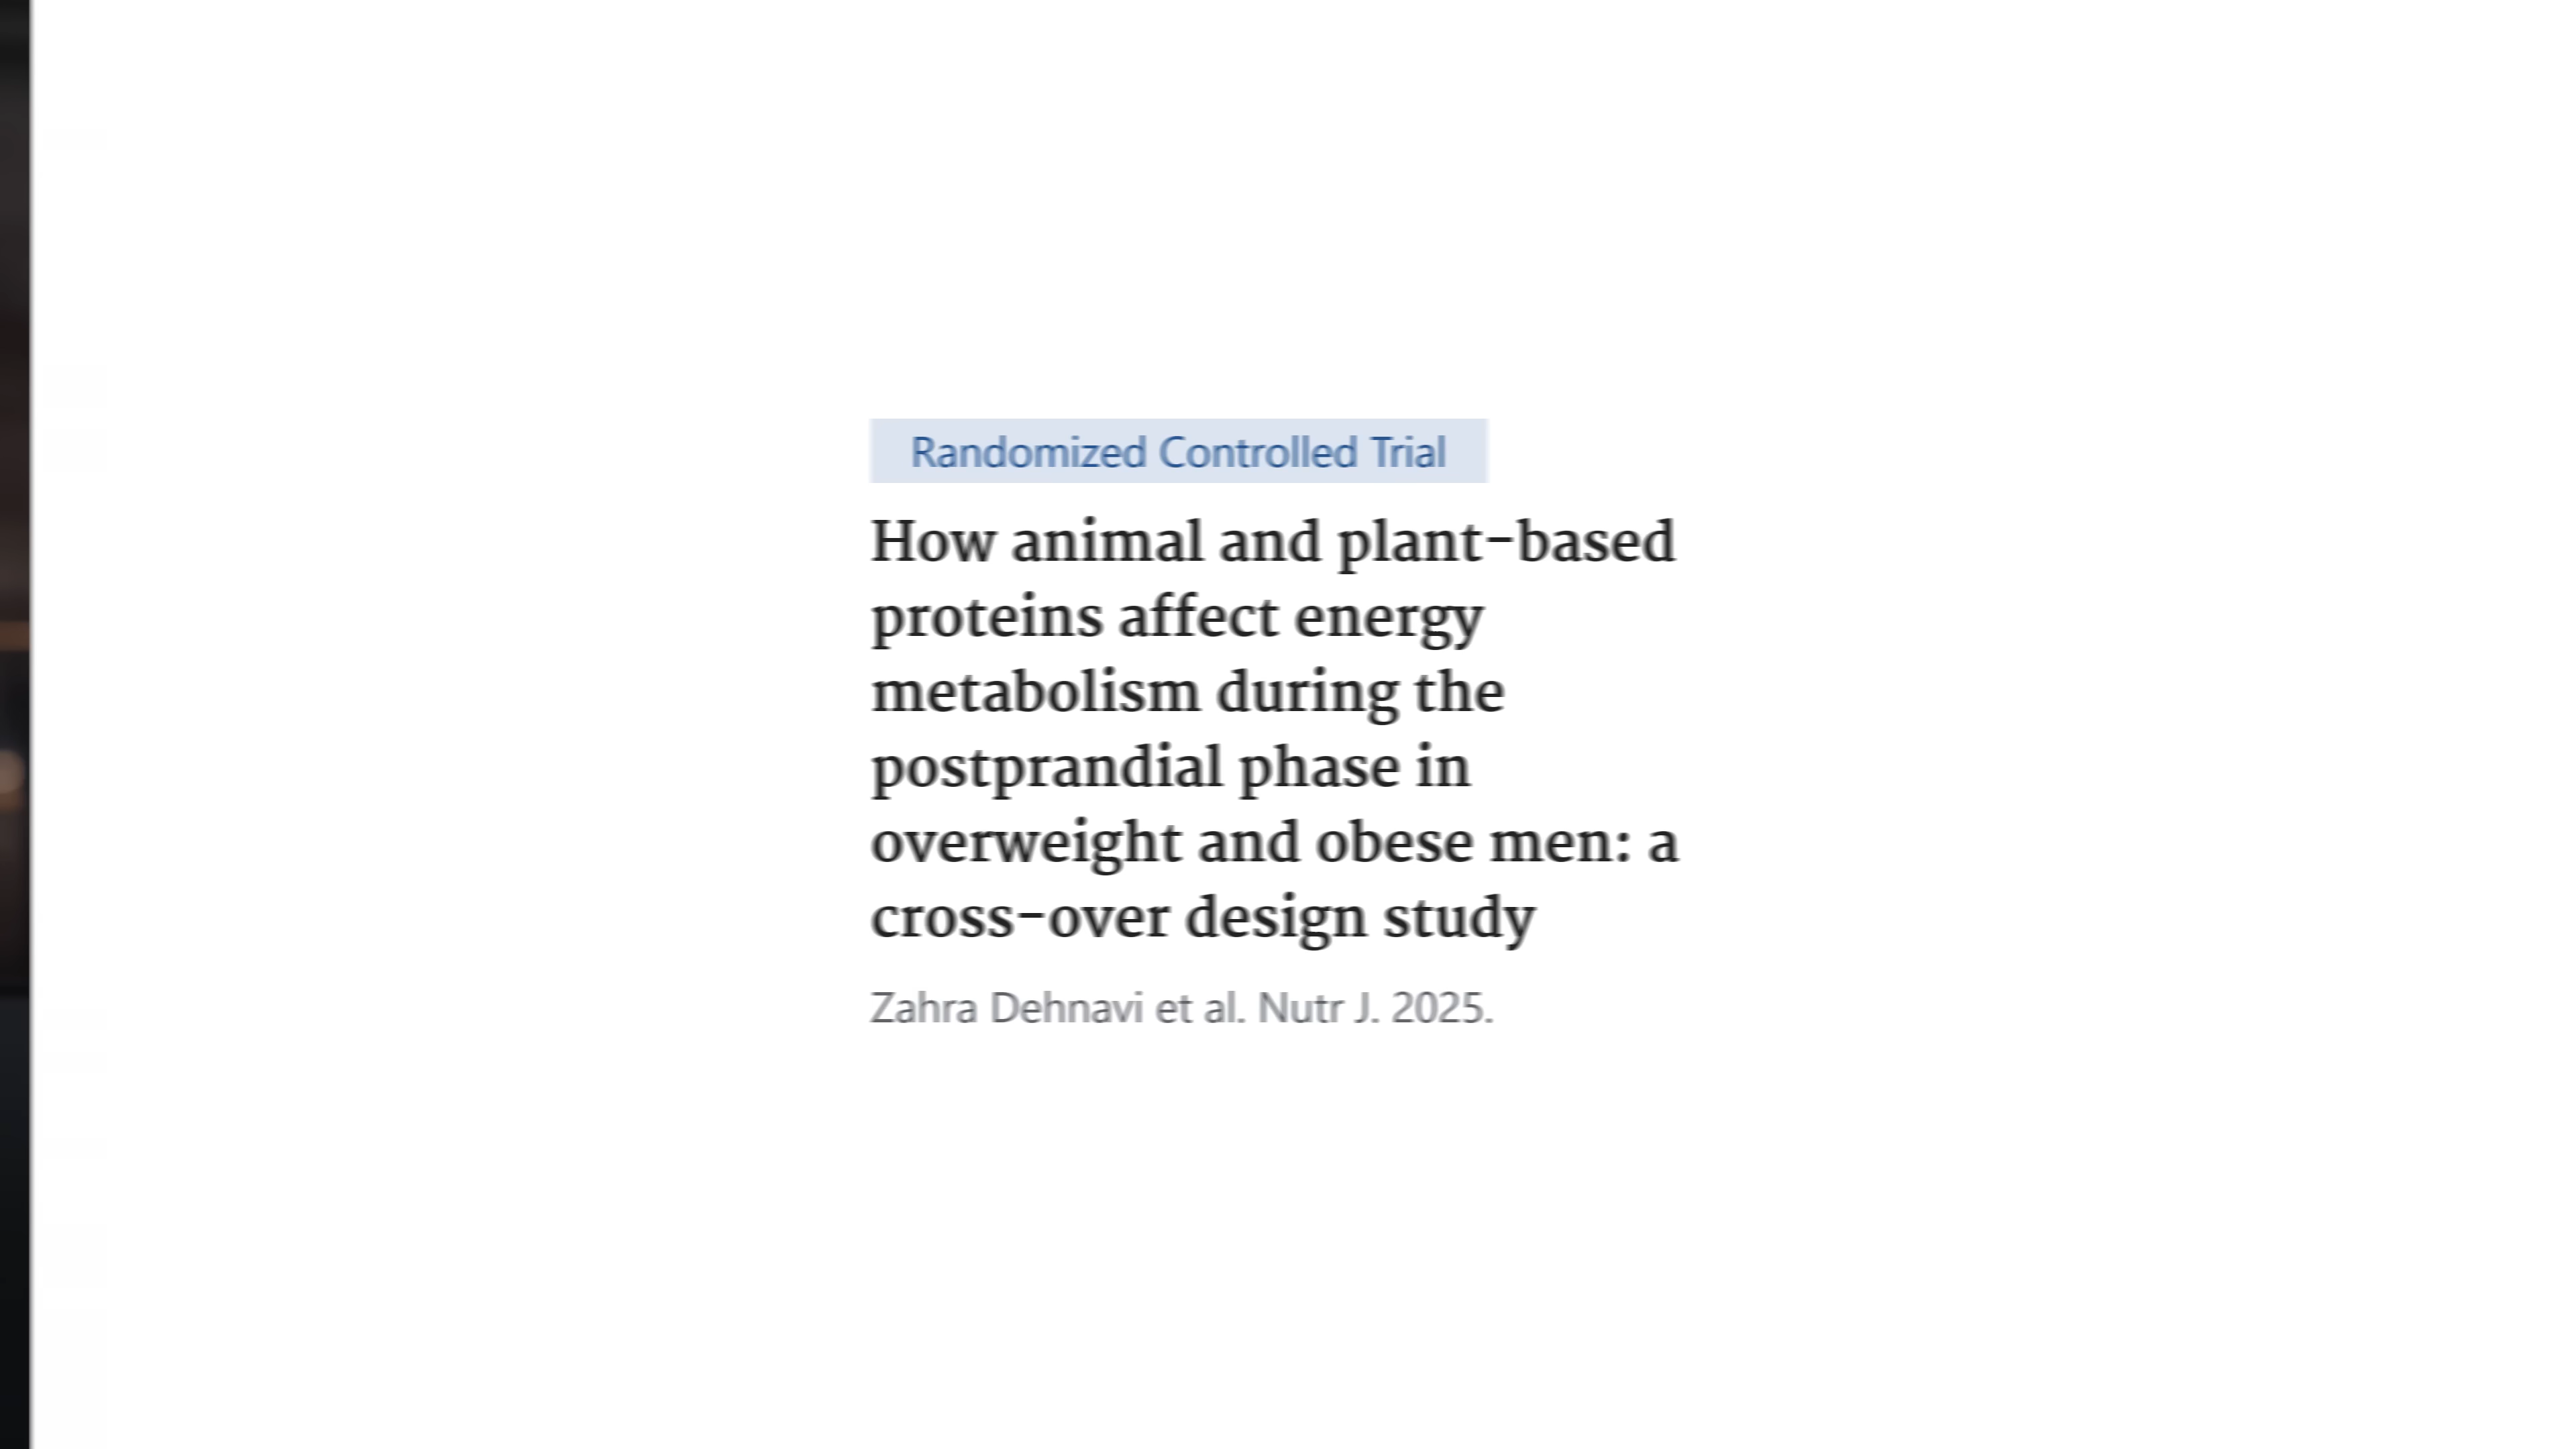 Randomized Controlled Trial
How animal and plant-based
proteins affect energy
metabolism during the
postprandial phase in
overweight and obese men: a
cross-over design study
Zahra Dehnavi et al. Nutr J. 2025.